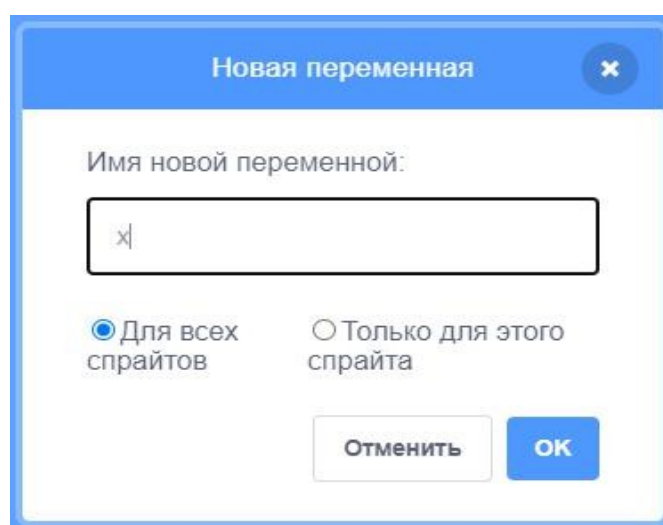 Новая переменная
Имя новой переменной:
x
Для всех Только для этого
спрайтов спрайта
Отменить OK